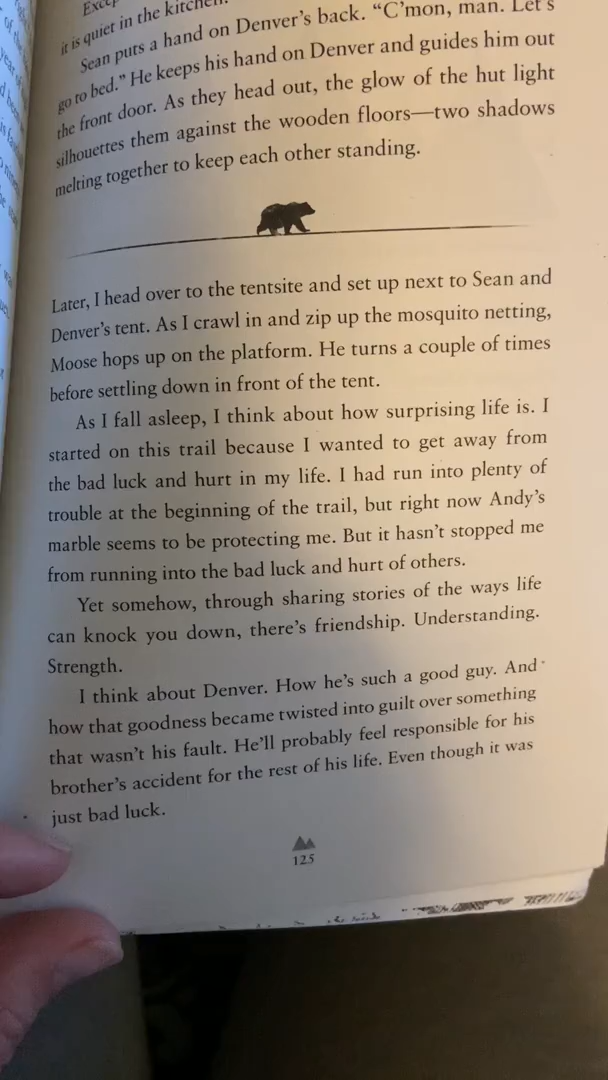 it is quiet in the kitchen.
Sean puts a hand on Denver's back. "C'mon, man. Let's
go to bed." He keeps his hand on Denver and guides him out
the front door. As they head out, the glow of the hut light
silhouettes them against the wooden floors—two shadows
melting together to keep each other standing.
Later, I head over to the tentsite and set up next to Sean and
Denver's tent. As I crawl in and zip up the mosquito netting,
Moose hops up on the platform. He turns a couple of times
before settling down in front of the tent.
As I fall asleep, I think about how surprising life is. I
started on this trail because I wanted to get away from
the bad luck and hurt in my life. I had run into plenty of
trouble at the beginning of the trail, but right now Andy's
marble seems to be protecting me. But it hasn't stopped me
from running into the bad luck and hurt of others.
Yet somehow, through sharing stories of the ways life
can knock you down, there's friendship. Understanding.
Strength.
I think about Denver. How he's such a good guy. And
how that goodness became twisted into guilt over something
that wasn't his fault. He'll probably feel responsible for his
brother's accident for the rest of his life. Even though it was
just bad luck.
125